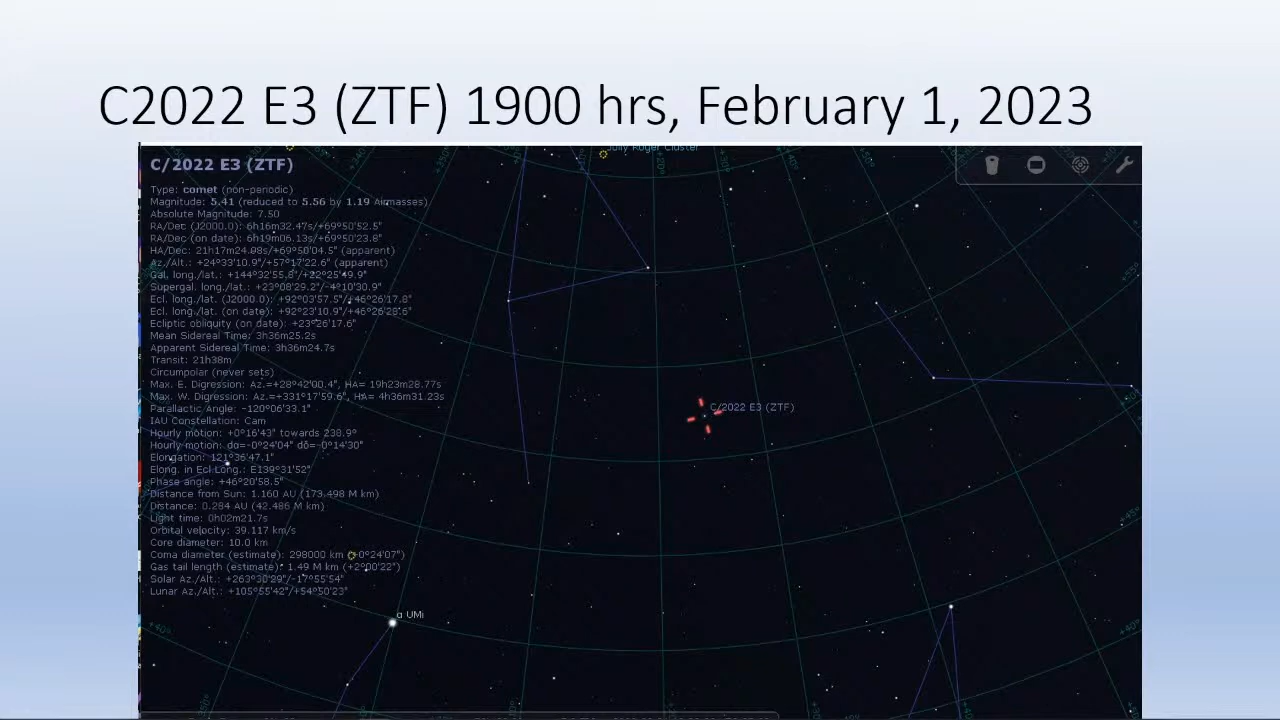 C2022 E3 (ZTF) 1900 hrs, February 1, 2023
Jolly Roger Cluster
C/2022 E3 (ZTF)
Type: comet (non-periodic)
Magnitude: 5.41 (reduced to 5.56 by 1.19 Airmasses)
Absolute Magnitude: 7.50
RA/Dec (J2000.0): 6h16m32.47s/+69°50'52.5"
RA/Dec (on date): 6h19m06.13s/+69°50'23.8"
HA/Dec: 21h17m24.08s/+69°50'04.5" (apparent)
Az./Alt.: +24°33'10.9"/+57°17'22.6" (apparent)
Gal. long./lat.: +144°32'55.8"/+22°25'49.9"
Supergal. long./lat.: +23°08'29.2"/-4°10'30.9"
Ecl. long./lat. (J2000.0): +92°03'57.5"/+46°26'17.8"
Ecl. long./lat. (on date): +92°23'10.9"/+46°26'28.6"
Ecliptic obliquity (on date): +23°26'17.6"
Mean Sidereal Time: 3h36m25.2s
Apparent Sidereal Time: 3h36m24.7s
Transit: 21h38m
Circumpolar (never sets)
Max. E. Digression: Az.=+28°42'00.4", HA= 19h23m28.77s
Max. W. Digression: Az.=+331°17'59.6", HA= 4h36m31.23s
Parallactic Angle: -120°06'33.1"
IAU Constellation: Cam
Hourly motion: +0°16'43" towards 238.9°
Hourly motion: dα=-0°24'04" dδ=-0°14'30"
Elongation: 121°36'47.1"
Elong. in Ecl.Long.: E139°31'52"
Phase angle: +46°20'58.5"
Distance from Sun: 1.160 AU (173.498 M km)
Distance: 0.284 AU (42.486 M km)
Light time: 0h02m21.7s
Orbital velocity: 39.117 km/s
Core diameter: 10.0 km
Coma diameter (estimate): 298000 km (+0°24'07")
Gas tail length (estimate): 1.49 M km (+2°00'22")
Solar Az./Alt.: +263°30'29"/-17°55'54"
Lunar Az./Alt.: +105°55'42"/+54°50'23"
C/2022 E3 (ZTF)
α UMi
+20°
+40°
+40°
+45°